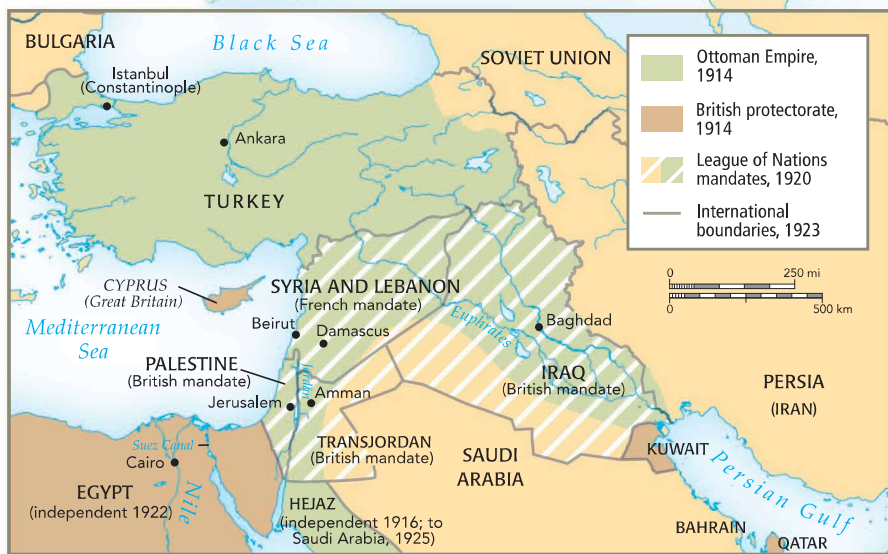 BULGARIA
Black Sea
SOVIET UNION
Istanbul
(Constantinople)
Ankara
TURKEY
Ottoman Empire,
1914
British protectorate,
1914
League of Nations
mandates, 1920
International
boundaries, 1923
0 250 mi
0 500 km
CYPRUS
(Great Britain)
SYRIA AND LEBANON
(French mandate)
Mediterranean
Sea
Beirut
Damascus
Euphrates
Baghdad
PALESTINE
(British mandate)
Jordan
Jerusalem
Amman
IRAQ
(British mandate)
PERSIA
(IRAN)
TRANSJORDAN
(British mandate)
SAUDI
ARABIA
KUWAIT
Suez Canal
Cairo
EGYPT
(independent 1922)
Nile
HEJAZ
(independent 1916; to
Saudi Arabia, 1925)
Persian Gulf
BAHRAIN
QATAR